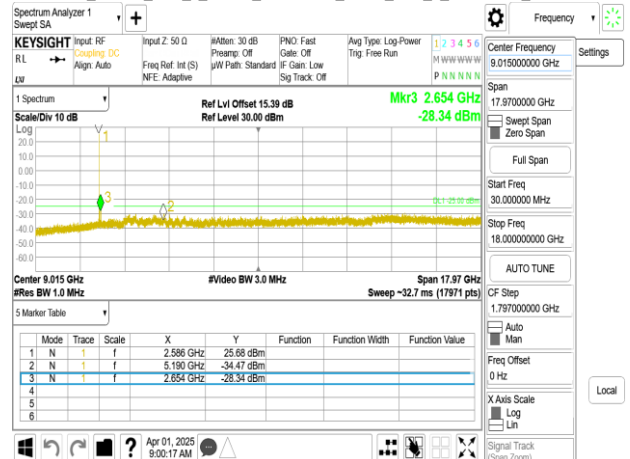 Spectrum Analyzer 1
Swept SA
+
Frequency
KEYSIGHT
RL
Input: RF
Coupling: DC
Align: Auto
Input Z: 50 Ω
Freq Ref: Int (S)
NFE: Adaptive
#Atten: 30 dB
Preamp: Off
µW Path: Standard
PNO: Fast
Gate: Off
IF Gain: Low
Sig Track: Off
Avg Type: Log-Power
Trig: Free Run
1 2 3 4 5 6
M W W W W W
P N N N N N
1 Spectrum
Scale/Div 10 dB
Ref Lvl Offset 15.39 dB
Ref Level 30.00 dBm
Mkr3 2.654 GHz
-28.34 dBm
Log
20.0
10.0
0.00
-10.0
-20.0
-30.0
-40.0
-50.0
-60.0
1
2
3
DL1 -25.00 dBm
Center 9.015 GHz
#Res BW 1.0 MHz
#Video BW 3.0 MHz
Span 17.97 GHz
Sweep ~32.7 ms (17971 pts)
5 Marker Table
Mode Trace Scale X Y Function Function Width Function Value
1 N 1 f 2.586 GHz 25.68 dBm
2 N 1 f 5.190 GHz -34.47 dBm
3 N 1 f 2.654 GHz -28.34 dBm
4
5
6
?
Apr 01, 2025
9:00:17 AM
Center Frequency
9.015000000 GHz
Settings
Span
17.9700000 GHz
Swept Span
Zero Span
Full Span
Start Freq
30.000000 MHz
Stop Freq
18.000000000 GHz
AUTO TUNE
CF Step
1.797000000 GHz
Auto
Man
Freq Offset
0 Hz
Local
X Axis Scale
Log
Lin
Signal Track
(Span Zoom)